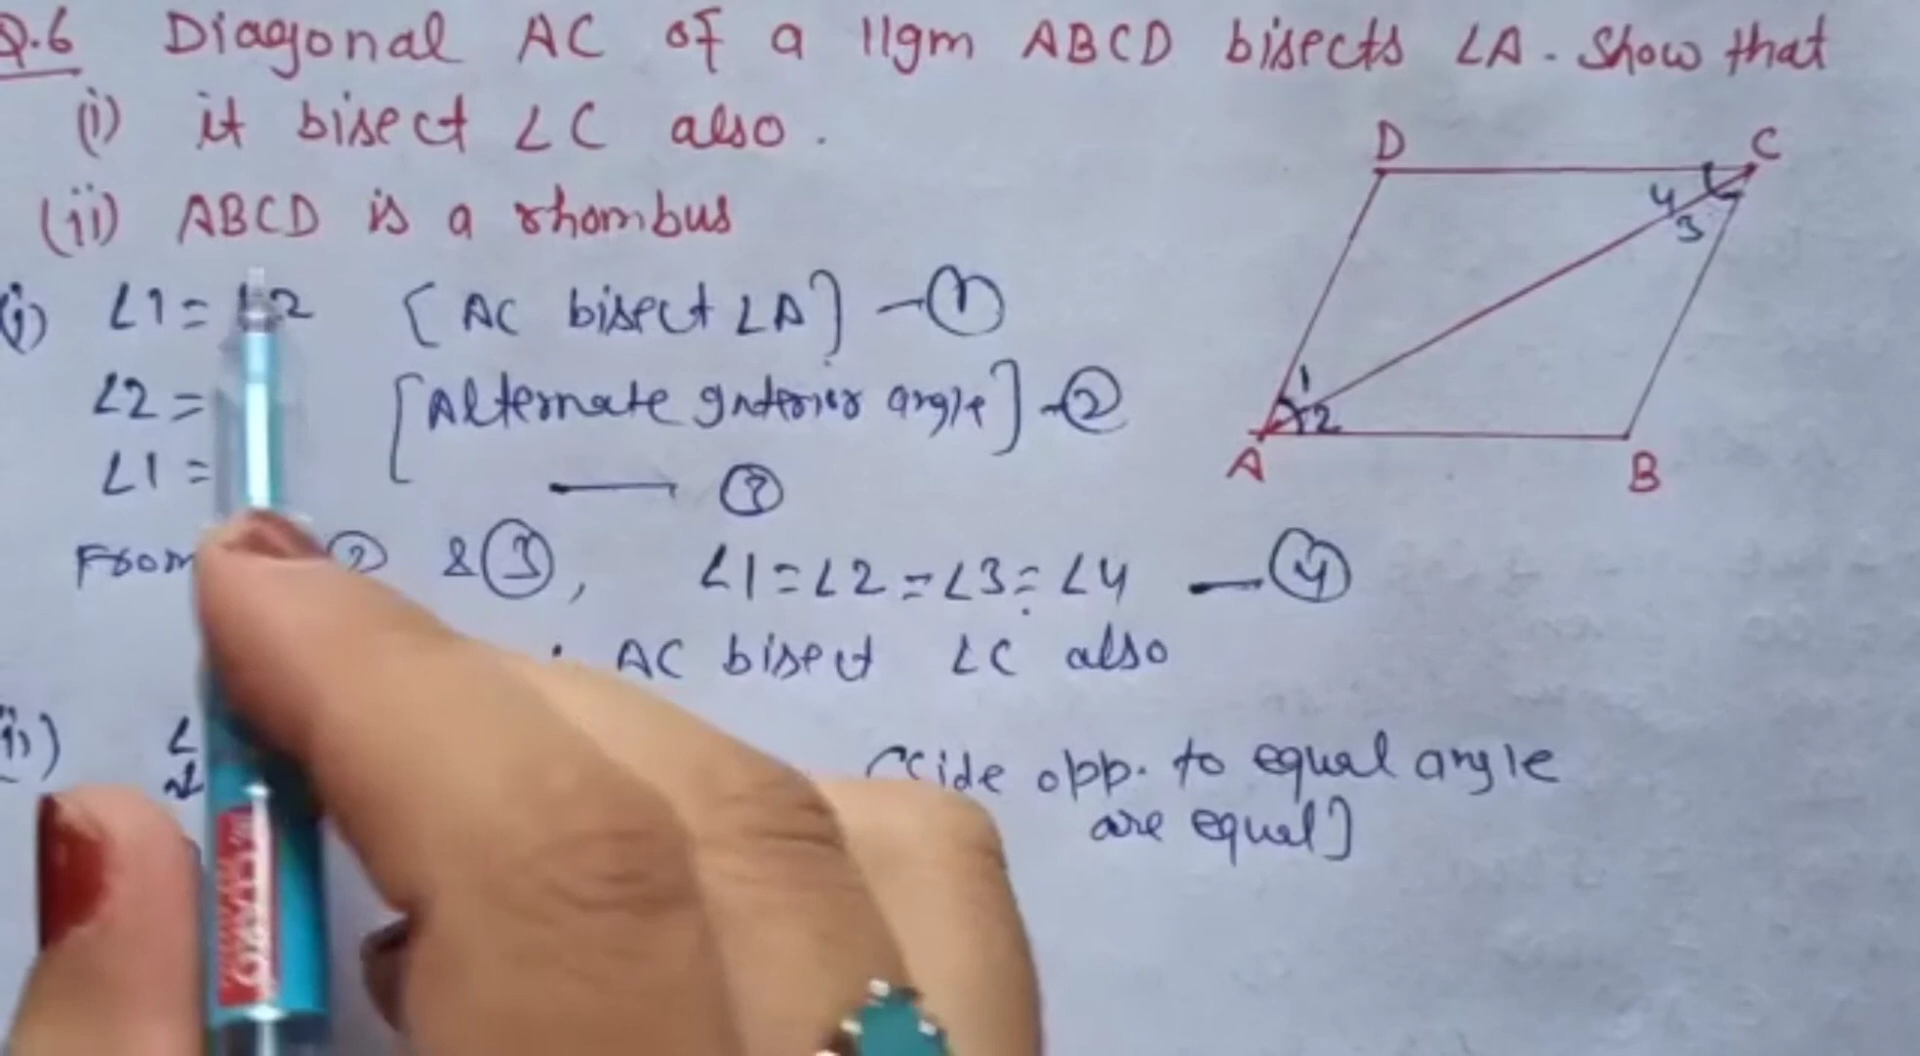 Q.6 Diagonal AC of a llgm ABCD bisects ∠A. Show that
(i) it bisect ∠C also.
(ii) ABCD is a rhombus
(i) ∠1 = ∠2 [AC bisect ∠A] - ①
∠2 = [Alternate Interior angle] - ②
∠1 = — ③
From ② & ③, ∠1 = ∠2 = ∠3 = ∠4 — ④
AC bisect ∠C also
(ii) ∠ side opp. to equal angle
are equal]
D C
4
3
1
2
A B